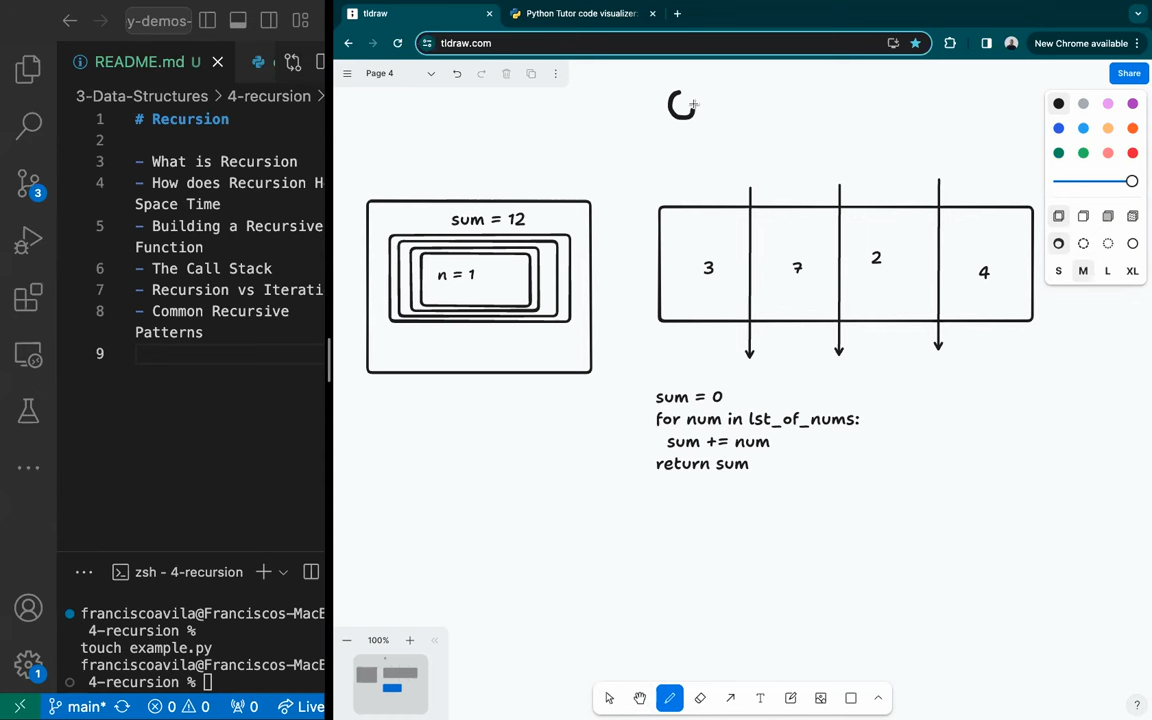 y-demos-
README.md U
3-Data-Structures > 4-recursion >
1 # Recursion
2
3 - What is Recursion
4 - How does Recursion H
Space Time
5 - Building a Recursive
Function
6 - The Call Stack
7 - Recursion vs Iterati
8 - Common Recursive
Patterns
9
zsh - 4-recursion
franciscoavila@Franciscos-MacB
4-recursion %
touch example.py
franciscoavila@Franciscos-MacB
4-recursion %
3
1
main* 0 0 0 Live
tldraw
Python Tutor code visualizer:
tldraw.com
New Chrome available
Page 4
Share
S M L XL
sum = 12
n = 1
3 7 2 4
sum = 0
for num in lst_of_nums:
sum += num
return sum
100%
T
?